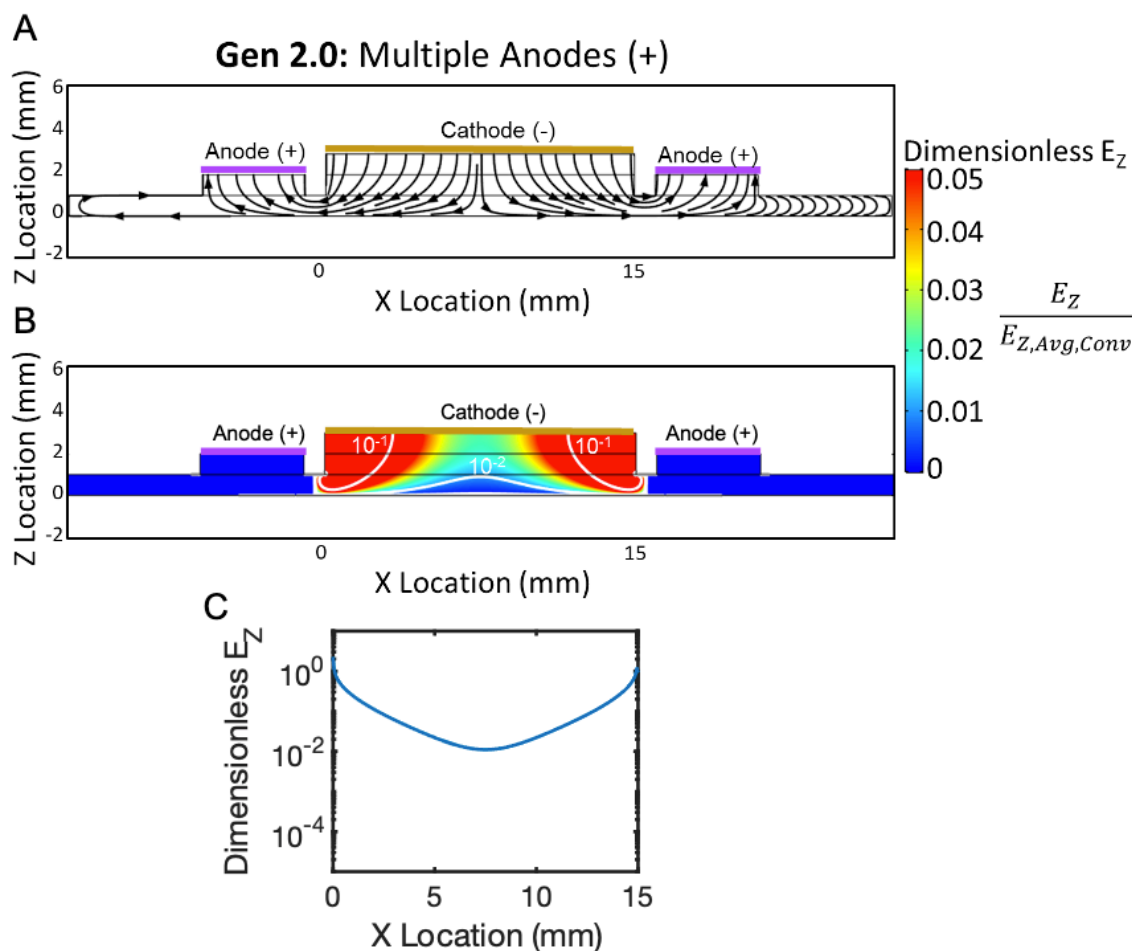 A
Gen 2.0: Multiple Anodes (+)
Z Location (mm)
6
4
2
0
-2
Anode (+)
Cathode (-)
Anode (+)
0
15
X Location (mm)
Dimensionless E_Z
0.05
0.04
0.03
0.02
0.01
0
E_Z
E_{Z,Avg,Conv}
B
Z Location (mm)
6
4
2
0
-2
Anode (+)
Cathode (-)
Anode (+)
10^-1
10^-2
10^-1
0
15
X Location (mm)
C
Dimensionless E_Z
10^0
10^-2
10^-4
0
5
10
15
X Location (mm)